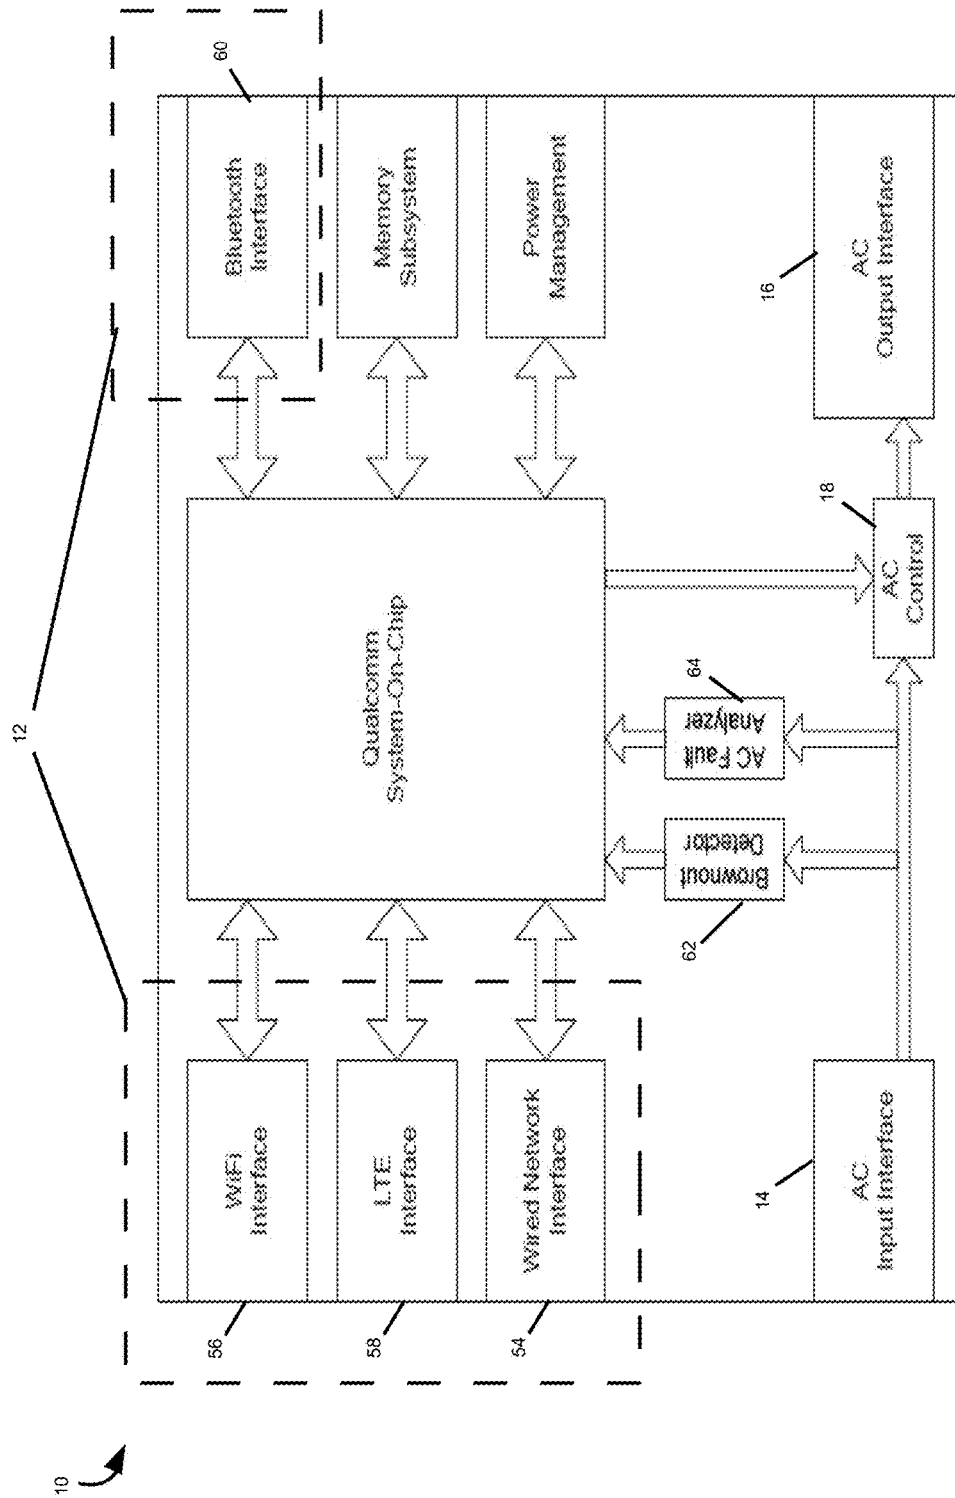 10
12
56
WiFi
Interface
58
LTE
Interface
54
Wired Network
Interface
Qualcomm
System-On-Chip
60
Bluetooth
Interface
Memory
Subsystem
Power
Management
62
Brownout
Detector
64
AC Fault
Analyzer
14
AC
Input Interface
18
AC
Control
16
AC
Output Interface